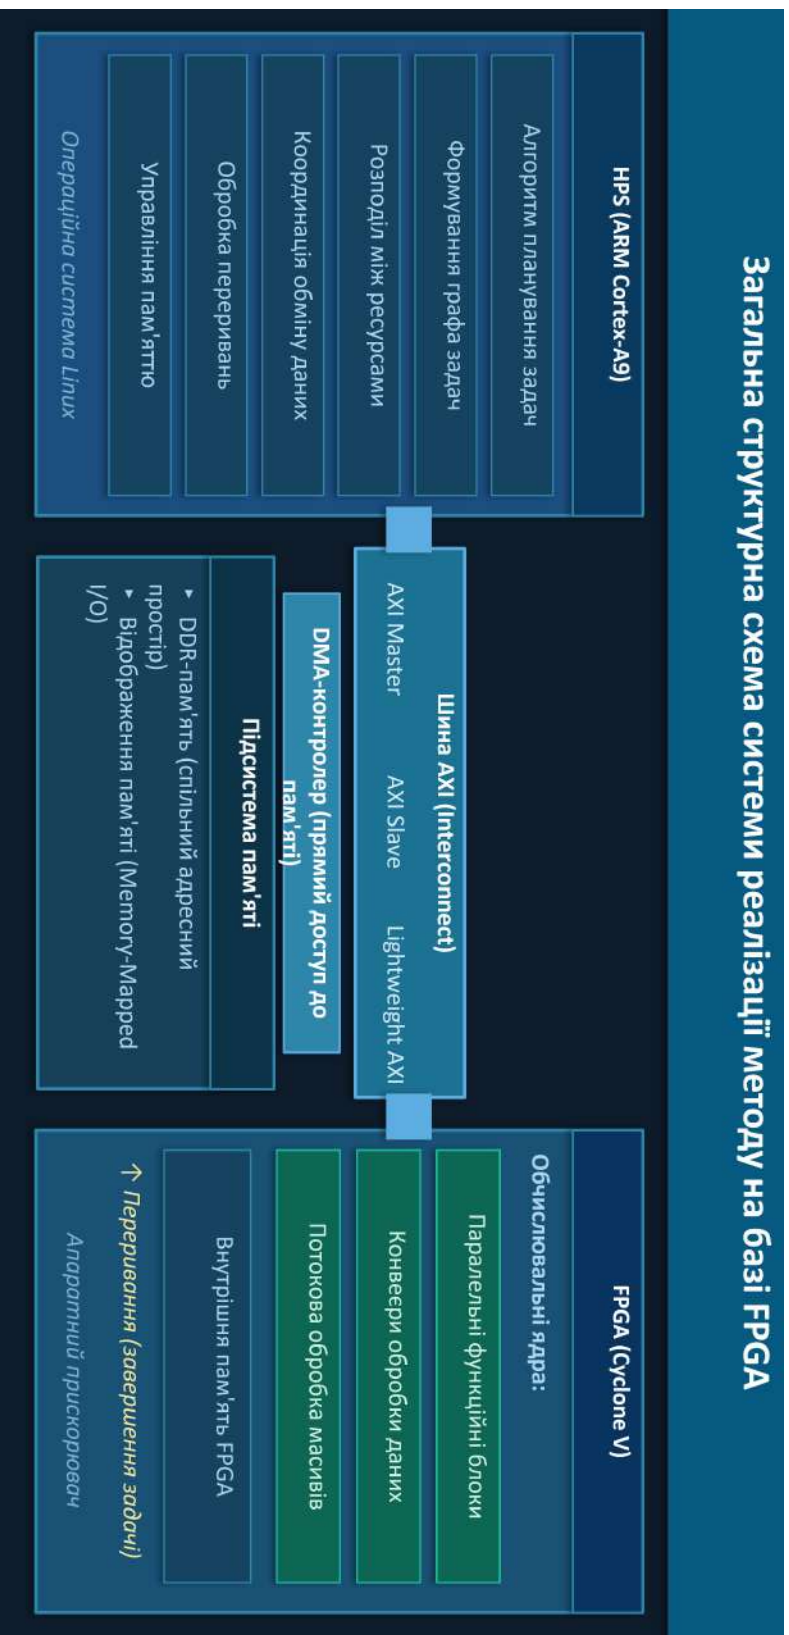 Загальна структурна схема системи реалізації методу на базі FPGA
HPS (ARM Cortex-A9)
Алгоритм планування задач
Формування графа задач
Розподіл між ресурсами
Координація обміну даних
Обробка переривань
Управління пам'яттю
Операційна система Linux
Шина AXI (Interconnect)
AXI Master AXI Slave Lightweight AXI
DMA-контролер (прямий доступ до
пам'яті)
Підсистема пам'яті
▸ DDR-пам'ять (спільний адресний
простір)
▸ Відображення пам'яті (Memory-Mapped
I/O)
FPGA (Cyclone V)
Обчислювальні ядра:
Паралельні функційні блоки
Конвеєри обробки даних
Потокова обробка масивів
Внутрішня пам'ять FPGA
↑ Переривання (завершення задачі)
Апаратний прискорювач